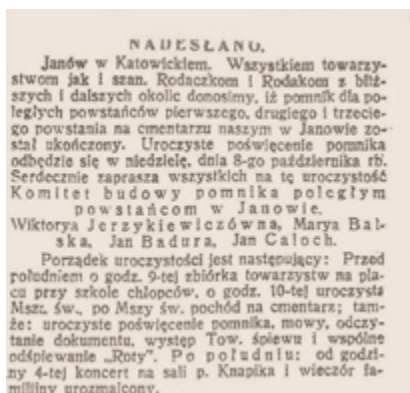 NADESŁANO.
Janów w Katowickiem. Wszystkiem towarzy-
stwom jak i szan. Rodaczkom i Rodakom z bliż-
szych i dalszych okolic donosimy, iż pomnik dla po-
ległych powstańców pierwszego, drugiego i trzecie-
go powstania na cmentarzu naszym w Janowie zo-
stał ukończony. Uroczyste poświęcenie pomnika
odbędzie się w niedzielę, dnia 8-go października rb.
Serdecznie zaprasza wszystkich na tę uroczystość
Komitet budowy pomnika poległym
powstańcom w Janowie.
Wiktorya Jerzykiewiczówna, Marya Bal-
ska, Jan Badura, Jan Caloch.
Porządek uroczystości jest następujący: Przed
południem o godz. 9-tej zbiórka towarzystw na pla-
cu przy szkole chłopców, o godz. 10-tej uroczysta
Msz. św., po Mszy św. pochód na cmentarz; tam-
że: uroczyste poświęcenie pomnika, mowy, odczy-
tanie dokumentu, występ Tow. śpiewu i wspólne
odśpiewanie „Roty". Po południu: od godzi-
ny 4-tej koncert na sali p. Knapika i wieczór fa-
milijny urozmaicony.